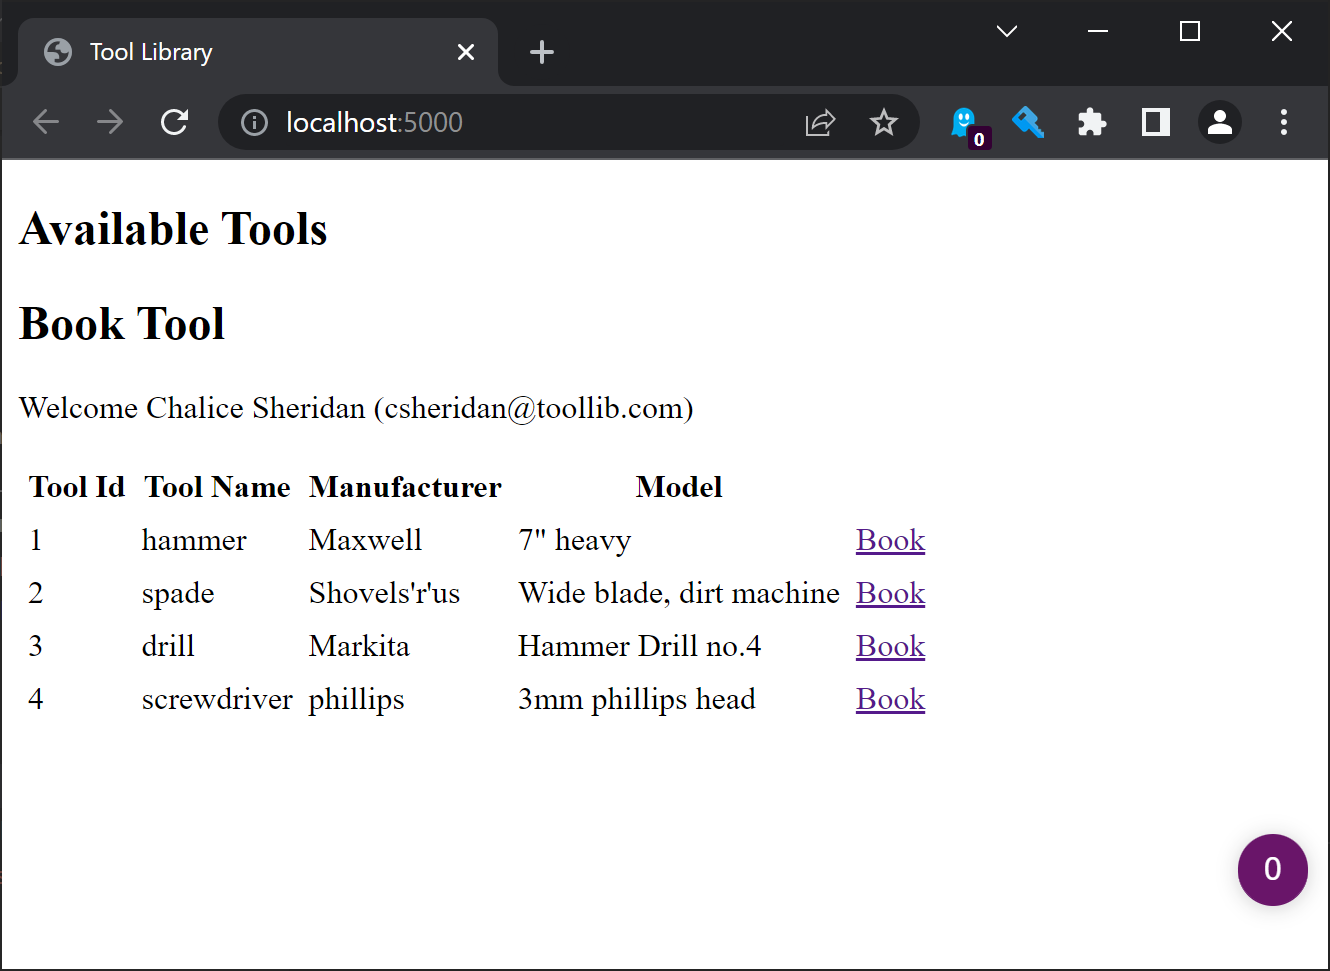 Tool Library
localhost:5000
0
Available Tools
Book Tool
Welcome Chalice Sheridan (csheridan@toollib.com)
Tool Id Tool Name Manufacturer Model
1 hammer Maxwell 7" heavy Book
2 spade Shovels'r'us Wide blade, dirt machine Book
3 drill Markita Hammer Drill no.4 Book
4 screwdriver phillips 3mm phillips head Book
0